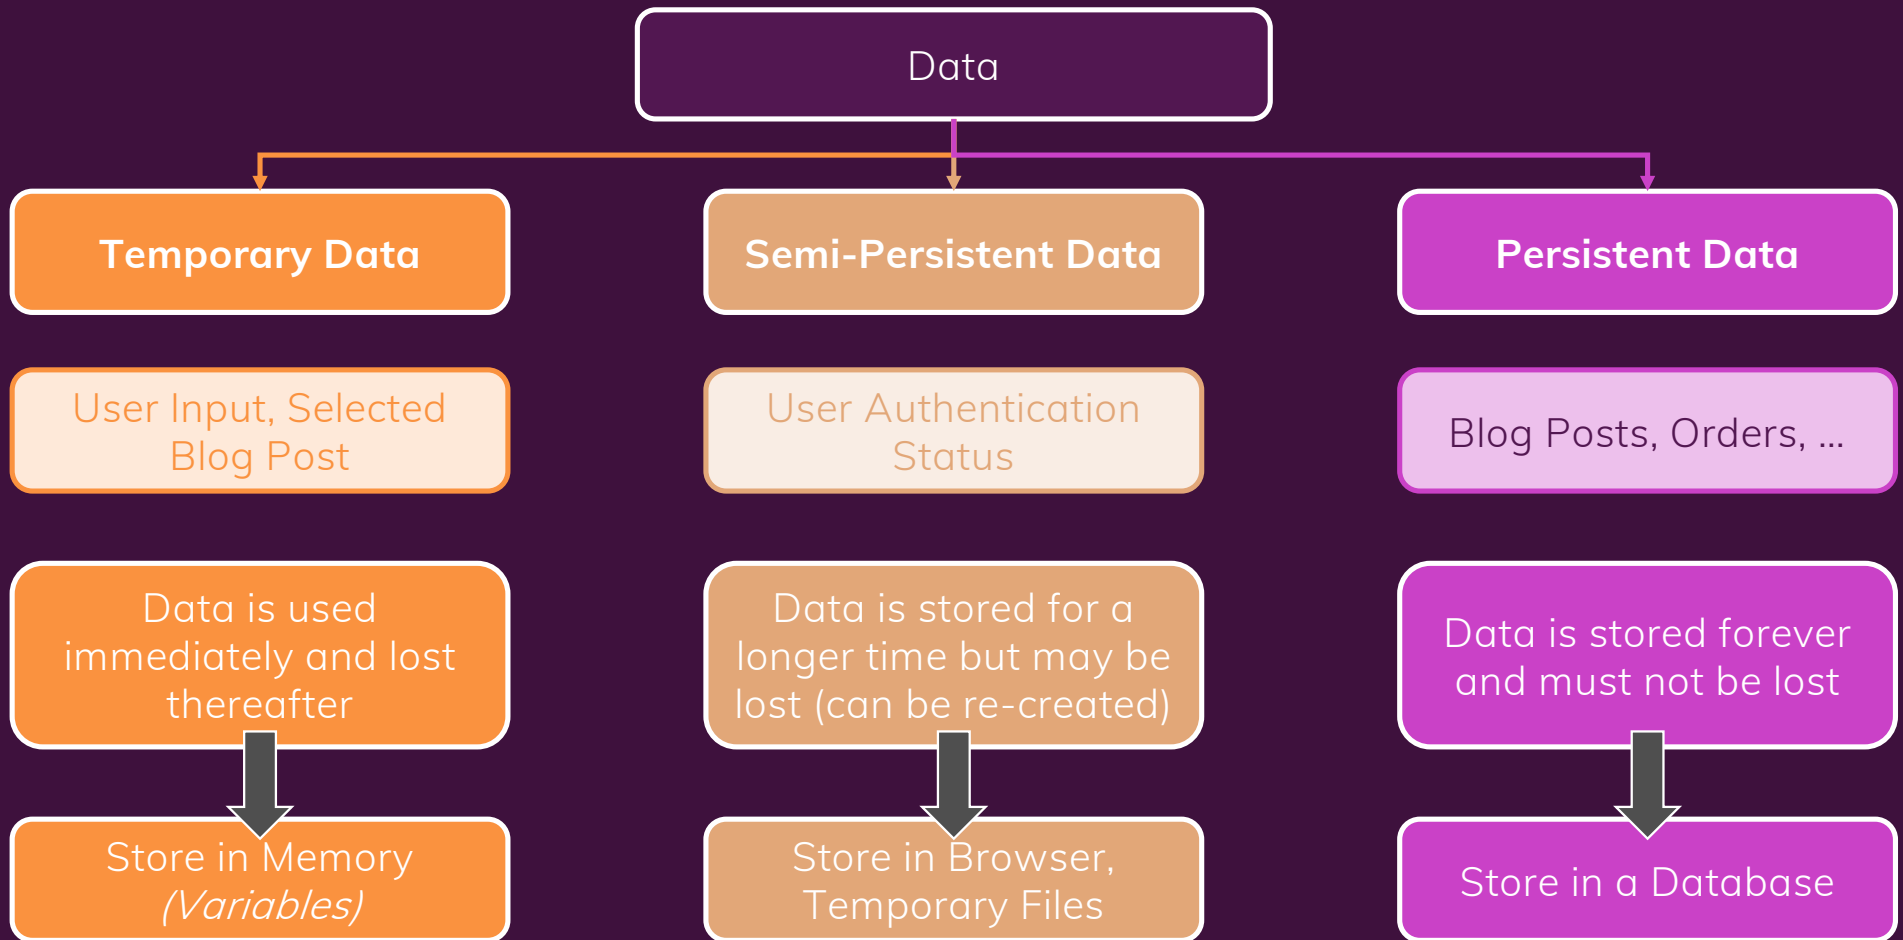 Data
Temporary Data
Semi-Persistent Data
Persistent Data
User Input, Selected
Blog Post
User Authentication
Status
Blog Posts, Orders, ...
Data is used
immediately and lost
thereafter
Data is stored for a
longer time but may be
lost (can be re-created)
Data is stored forever
and must not be lost
Store in Memory
(Variables)
Store in Browser,
Temporary Files
Store in a Database